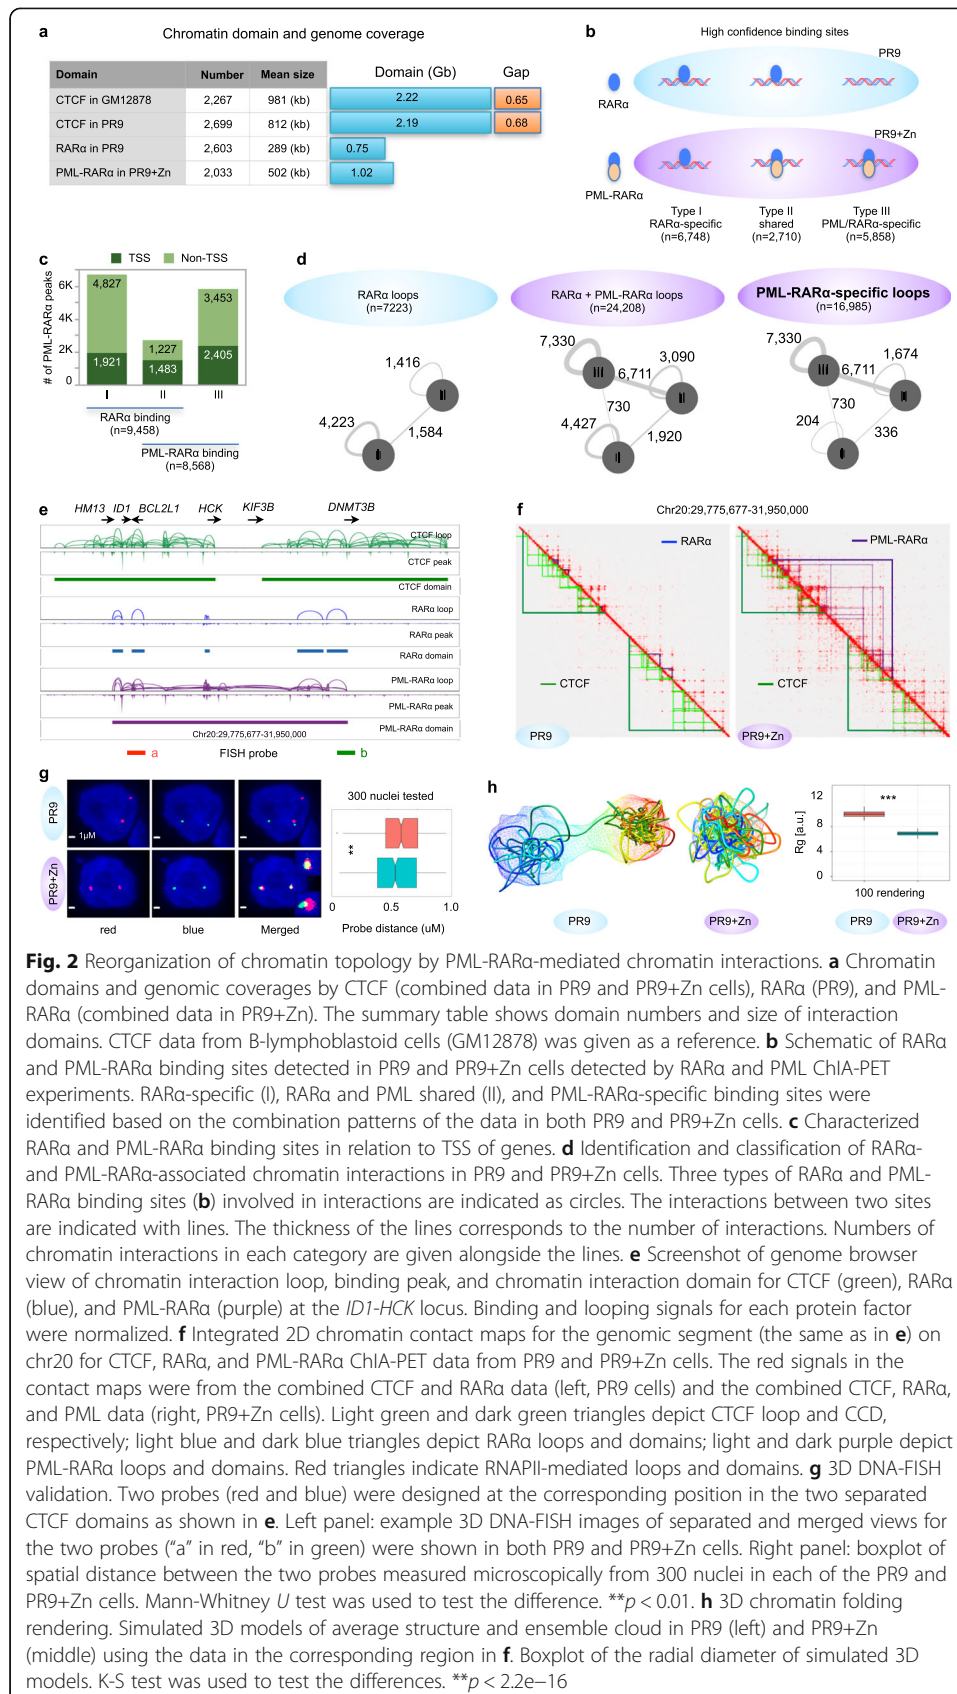 a
Chromatin domain and genome coverage
Domain Number Mean size Domain (Gb) Gap
CTCF in GM12878 2,267 981 (kb) 2.22 0.65
CTCF in PR9 2,699 812 (kb) 2.19 0.68
RARα in PR9 2,603 289 (kb) 0.75
PML-RARα in PR9+Zn 2,033 502 (kb) 1.02
b
High confidence binding sites
PR9
RARα
PR9+Zn
PML-RARα
Type I Type II Type III
RARα-specific shared PML/RARα-specific
(n=6,748) (n=2,710) (n=5,858)
c
TSS Non-TSS
# of PML-RARα peaks
6K
4K
2K
0
4,827
1,921
1,227
1,483
3,453
2,405
I II III
RARα binding
(n=9,458)
PML-RARα binding
(n=8,568)
d
RARα loops
(n=7223)
1,416
4,223
1,584
II
I
RARα + PML-RARα loops
(n=24,208)
7,330
3,090
6,711
730
4,427
1,920
III
II
I
PML-RARα-specific loops
(n=16,985)
7,330
1,674
6,711
730
204
336
III
II
I
e
HM13 ID1 BCL2L1 HCK KIF3B DNMT3B
CTCF loop
CTCF peak
CTCF domain
RARα loop
RARα peak
RARα domain
PML-RARα loop
PML-RARα peak
PML-RARα domain
Chr20:29,775,677-31,950,000
a FISH probe b
f
Chr20:29,775,677-31,950,000
RARα
CTCF
PR9
PML-RARα
CTCF
PR9+Zn
g
PR9
1µM
PR9+Zn
red blue Merged
300 nuclei tested
**
0 0.5 1.0
Probe distance (uM)
h
PR9 PR9+Zn
Rg [a.u.]
12
8
4
0
***
100 rendering
PR9 PR9+Zn
Fig. 2 Reorganization of chromatin topology by PML-RARα-mediated chromatin interactions. a Chromatin
domains and genomic coverages by CTCF (combined data in PR9 and PR9+Zn cells), RARα (PR9), and PML-
RARα (combined data in PR9+Zn). The summary table shows domain numbers and size of interaction
domains. CTCF data from B-lymphoblastoid cells (GM12878) was given as a reference. b Schematic of RARα
and PML-RARα binding sites detected in PR9 and PR9+Zn cells detected by RARα and PML ChIA-PET
experiments. RARα-specific (I), RARα and PML shared (II), and PML-RARα-specific binding sites were
identified based on the combination patterns of the data in both PR9 and PR9+Zn cells. c Characterized
RARα and PML-RARα binding sites in relation to TSS of genes. d Identification and classification of RARα-
and PML-RARα-associated chromatin interactions in PR9 and PR9+Zn cells. Three types of RARα and PML-
RARα binding sites (b) involved in interactions are indicated as circles. The interactions between two sites
are indicated with lines. The thickness of the lines corresponds to the number of interactions. Numbers of
chromatin interactions in each category are given alongside the lines. e Screenshot of genome browser
view of chromatin interaction loop, binding peak, and chromatin interaction domain for CTCF (green), RARα
(blue), and PML-RARα (purple) at the ID1-HCK locus. Binding and looping signals for each protein factor
were normalized. f Integrated 2D chromatin contact maps for the genomic segment (the same as in e) on
chr20 for CTCF, RARα, and PML-RARα ChIA-PET data from PR9 and PR9+Zn cells. The red signals in the
contact maps were from the combined CTCF and RARα data (left, PR9 cells) and the combined CTCF, RARα,
and PML data (right, PR9+Zn cells). Light green and dark green triangles depict CTCF loop and CCD,
respectively; light blue and dark blue triangles depict RARα loops and domains; light and dark purple depict
PML-RARα loops and domains. Red triangles indicate RNAPII-mediated loops and domains. g 3D DNA-FISH
validation. Two probes (red and blue) were designed at the corresponding position in the two separated
CTCF domains as shown in e. Left panel: example 3D DNA-FISH images of separated and merged views for
the two probes (“a” in red, “b” in green) were shown in both PR9 and PR9+Zn cells. Right panel: boxplot of
spatial distance between the two probes measured microscopically from 300 nuclei in each of the PR9 and
PR9+Zn cells. Mann-Whitney U test was used to test the difference. **p < 0.01. h 3D chromatin folding
rendering. Simulated 3D models of average structure and ensemble cloud in PR9 (left) and PR9+Zn
(middle) using the data in the corresponding region in f. Boxplot of the radial diameter of simulated 3D
models. K-S test was used to test the differences. **p < 2.2e−16